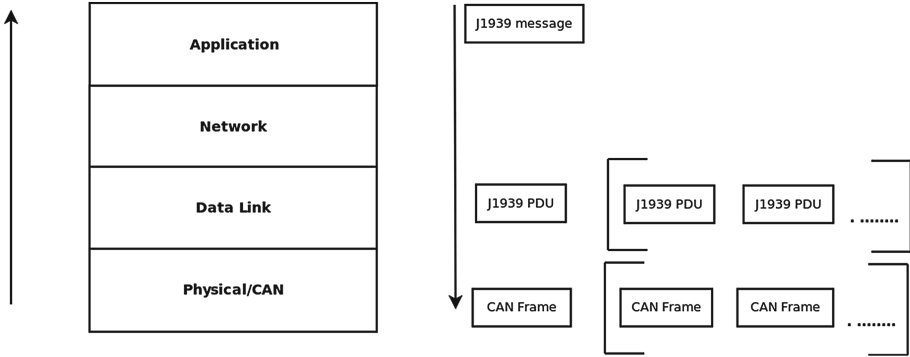 Application
Network
Data Link
Physical/CAN
J1939 message
J1939 PDU
J1939 PDU
J1939 PDU
CAN Frame
CAN Frame
CAN Frame